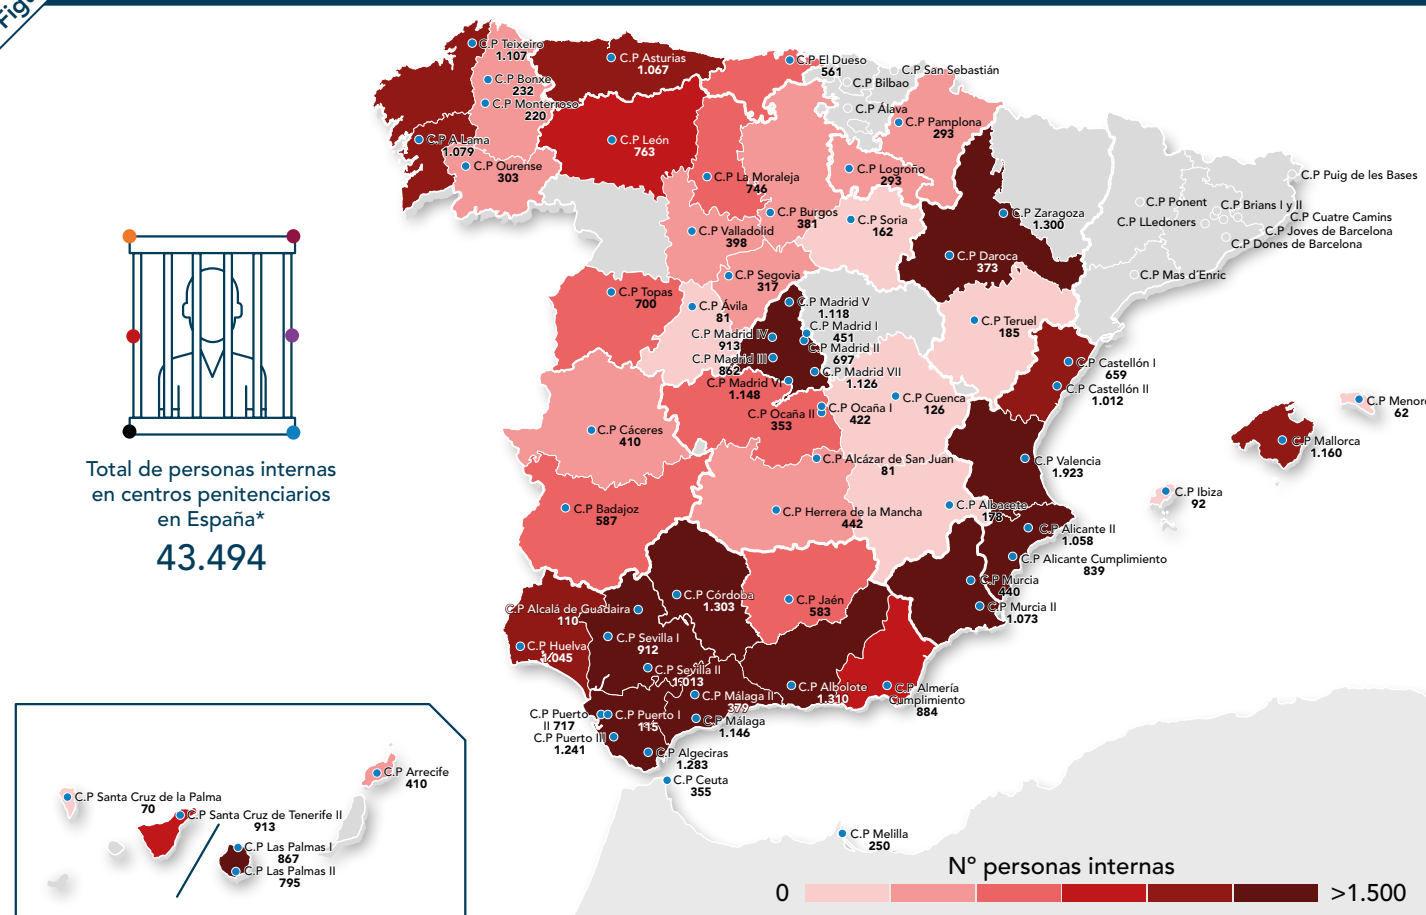 Figu
C.P Teixeiro
1.107
C.P Bonxe
232
C.P Monterroso
220
C.P A Lama
1.079
C.P Ourense
303
C.P Asturias
1.067
C.P León
763
C.P El Dueso
561
C.P San Sebastián
C.P Bilbao
C.P Álava
C.P Pamplona
293
C.P Logroño
293
C.P La Moraleja
746
C.P Burgos
381
C.P Soria
162
C.P Valladolid
398
C.P Segovia
317
C.P Zaragoza
1.300
C.P Daroca
373
C.P Puig de les Bases
C.P Ponent
C.P Brians I y II
C.P LLedoners
C.P Cuatre Camins
C.P Joves de Barcelona
C.P Dones de Barcelona
C.P Mas d´Enric
C.P Topas
700
C.P Ávila
81
C.P Madrid V
1.118
C.P Madrid I
451
C.P Madrid IV
913
C.P Madrid II
697
C.P Madrid III
862
C.P Madrid VII
1.126
C.P Madrid VI
1.148
C.P Teruel
185
C.P Castellón I
659
C.P Castellón II
1.012
C.P Ocaña I
422
C.P Ocaña II
353
C.P Cuenca
126
C.P Menor
62
C.P Mallorca
1.160
C.P Ibiza
92
C.P Cáceres
410
C.P Alcázar de San Juan
81
C.P Valencia
1.923
C.P Badajoz
587
C.P Herrera de la Mancha
442
C.P Albacete
178
C.P Alicante II
1.058
C.P Alicante Cumplimiento
839
C.P Murcia
440
C.P Murcia II
1.073
C.P Córdoba
1.303
C.P Jaén
583
C.P Alcalá de Guadaira
110
C.P Huelva
1.045
C.P Sevilla I
912
C.P Sevilla II
1.013
C.P Málaga II
379
C.P Málaga
1.146
C.P Albolote
1.310
C.P Almería
Cumplimiento
884
C.P Puerto
II 717
C.P Puerto I
115
C.P Puerto III
1.241
C.P Algeciras
1.283
C.P Ceuta
355
C.P Melilla
250
Total de personas internas
en centros penitenciarios
en España*
43.494
C.P Arrecife
410
C.P Santa Cruz de la Palma
70
C.P Santa Cruz de Tenerife II
913
C.P Las Palmas I
867
C.P Las Palmas II
795
Nº personas internas
0 >1.500